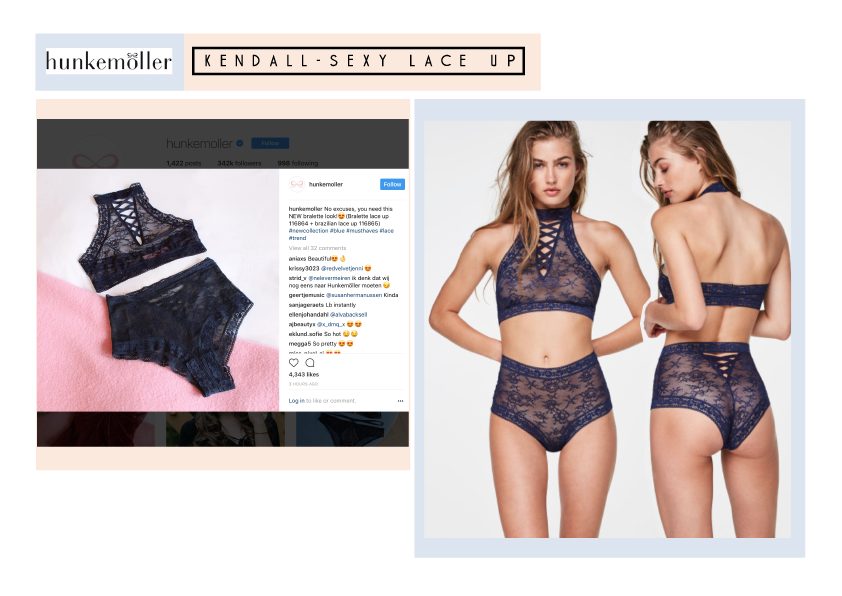 hunkemöller
KENDALL-SEXY LACE UP
hunkemoller
Follow
1,422 posts 342k followers 998 following
hunkemoller
Follow
hunkemoller No excuses, you need this
NEW bralette look!😍(Bralette lace up
116864 + brazilian lace up 116865)
#newcollection #blue #musthaves #lace
#trend
View all 32 comments
aniaxs Beautiful😍👌
krissy3023 @redvelvetjenni 😍
strid_v @nelevermeiren ik denk dat wij
nog eens naar Hunkemöller moeten 😏
geertjemusic @susanhermanussen Kinda
sanjageraets Lb instantly
ellenjohandahl @alvabacksell
ajbeautyx @x_dmq_x 😍😍
eklund.sofie So hot 😏😏
megga5 So pretty 😍😍
4,343 likes
Log in to like or comment.